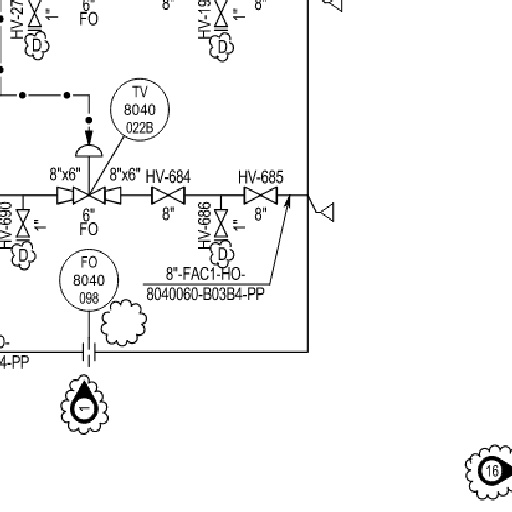 HV-27
1"
6"
FO
8"
HV-19
1"
8"
D
D
TV
8040
022B
8"x6"
8"x6"
HV-684
HV-685
HV-690
1"
6"
FO
8"
HV-686
1"
8"
D
D
FO
8040
098
8"-FAC1-HO-
8040060-B03B4-PP
4-PP
1
16